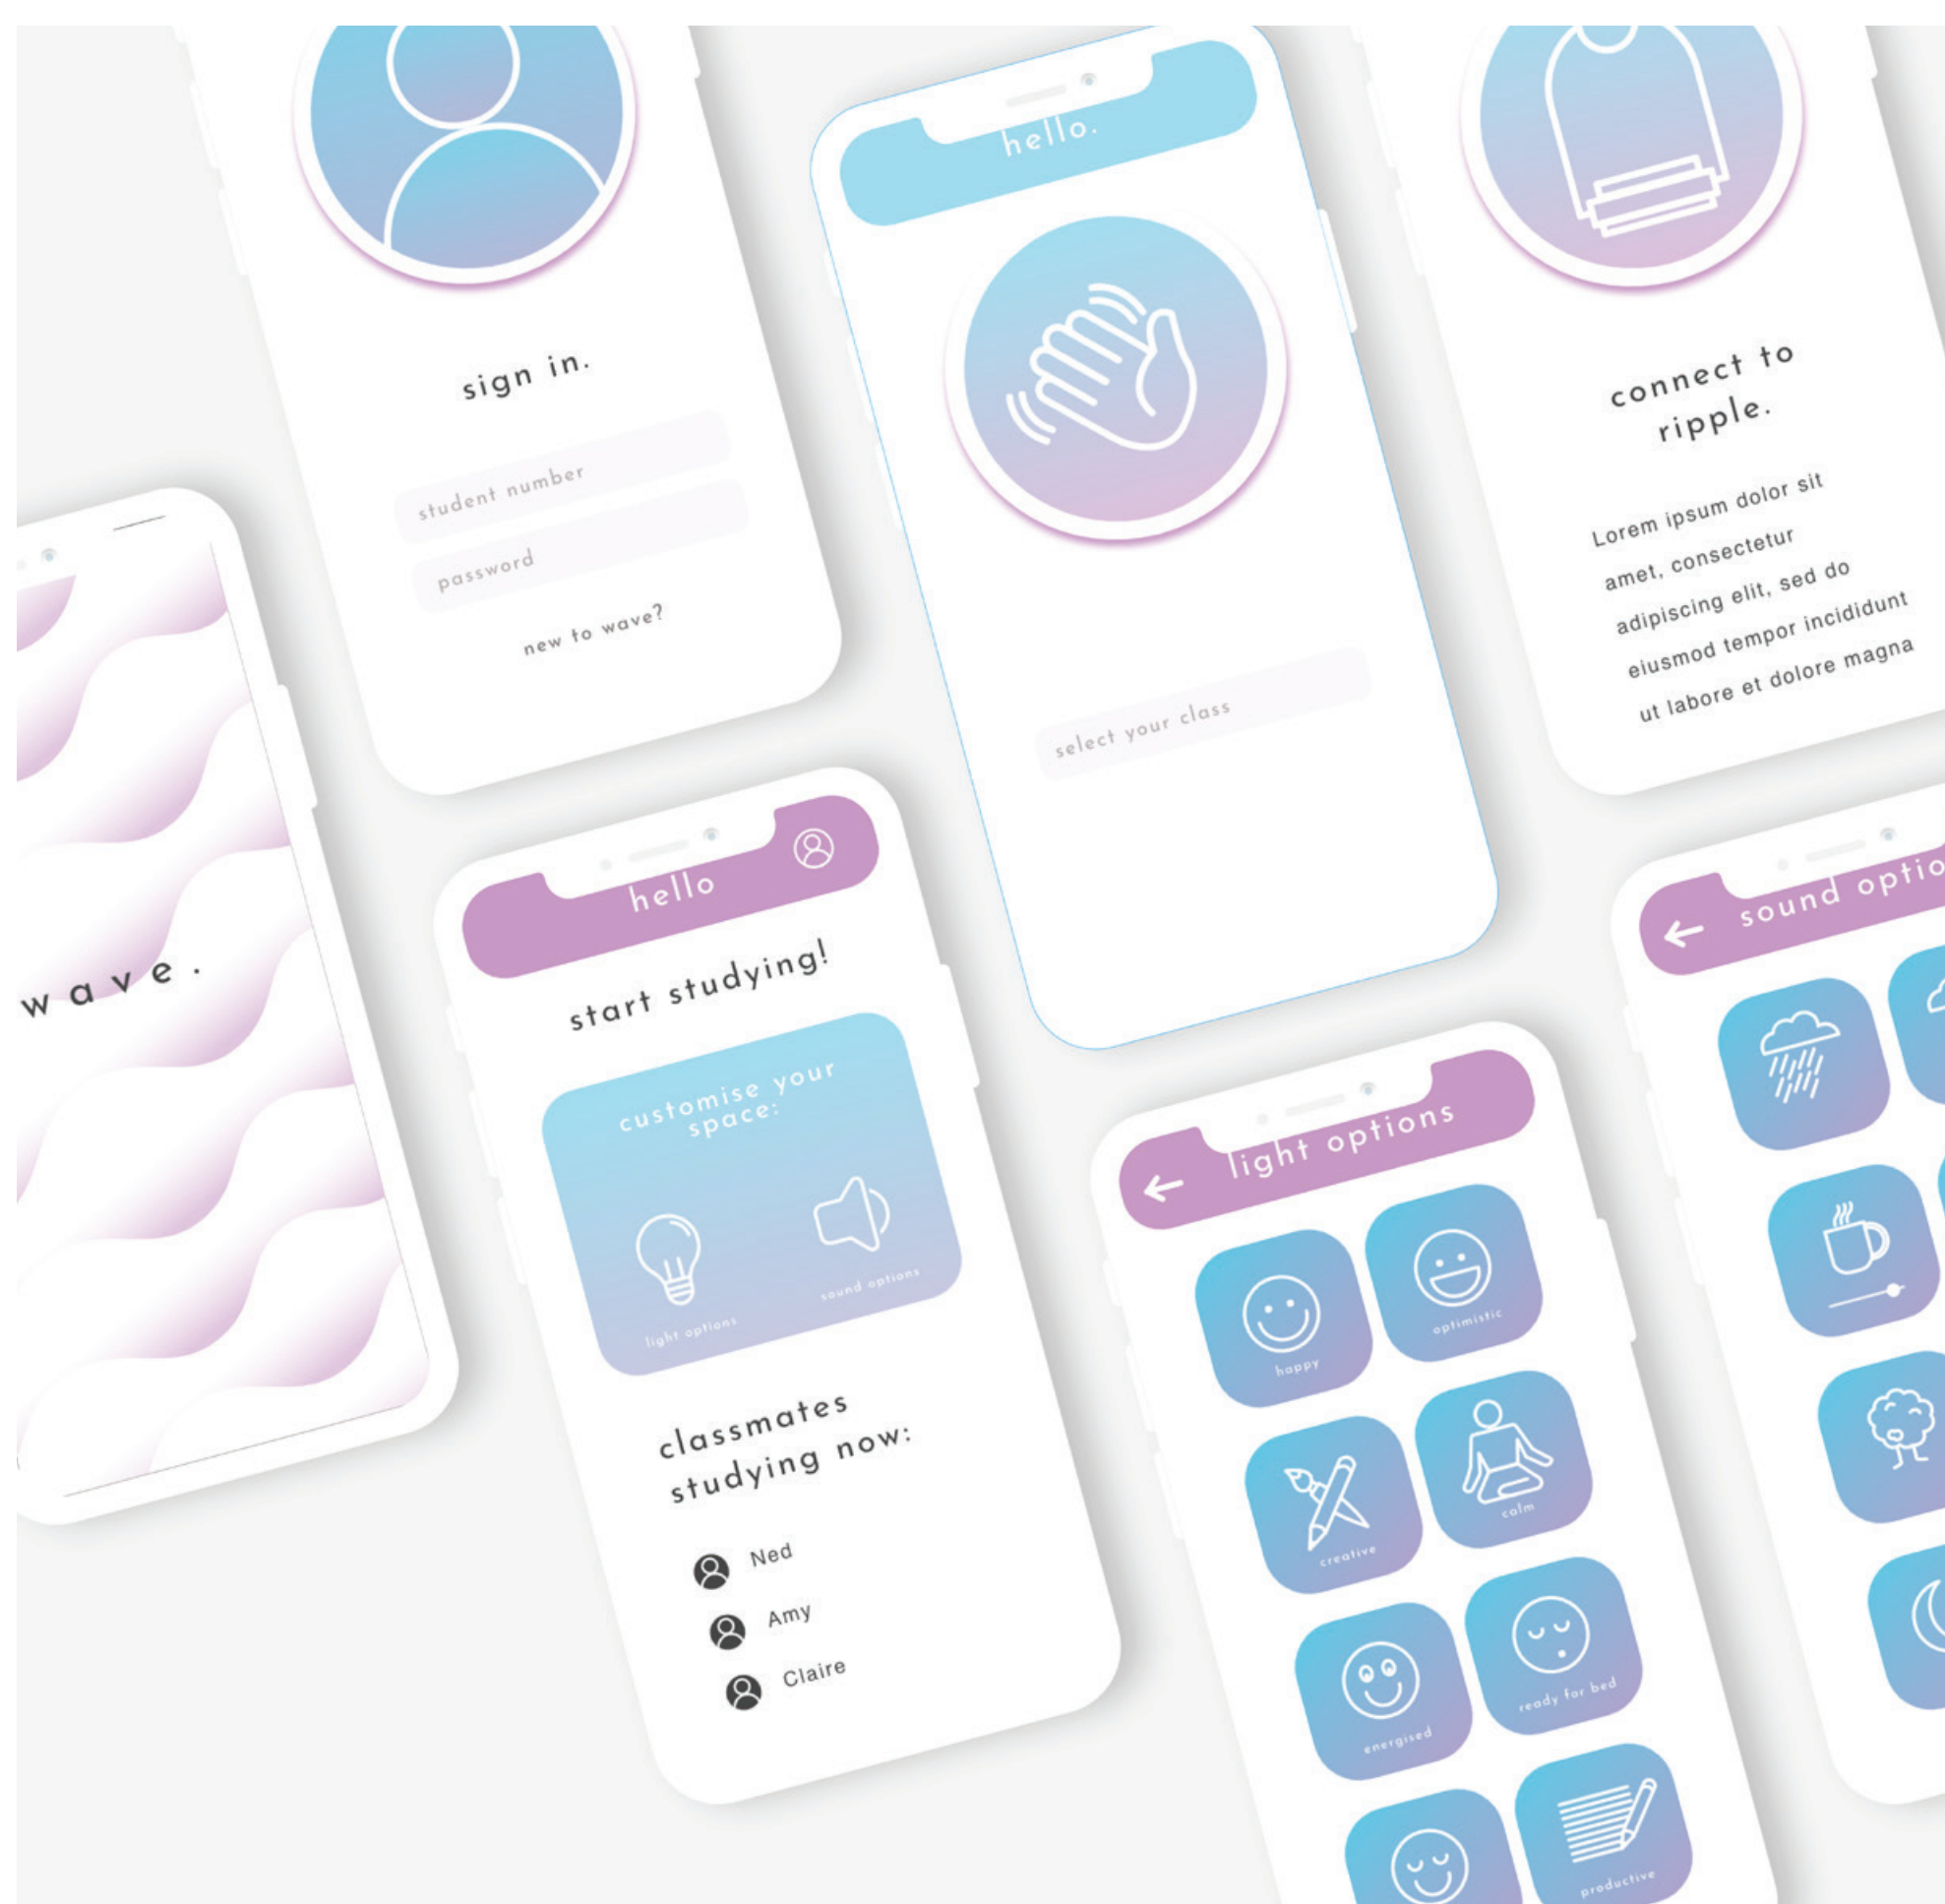 sign in.
student number
password
new to wave?
hello.
select your class
connect to
ripple.
Lorem ipsum dolor sit
amet, consectetur
adipiscing elit, sed do
eiusmod tempor incididunt
ut labore et dolore magna
wave.
hello
start studying!
customise your
space:
light options
sound options
classmates
studying now:
Ned
Amy
Claire
light options
happy
optimistic
creative
calm
energised
ready for bed
productive
sound optio